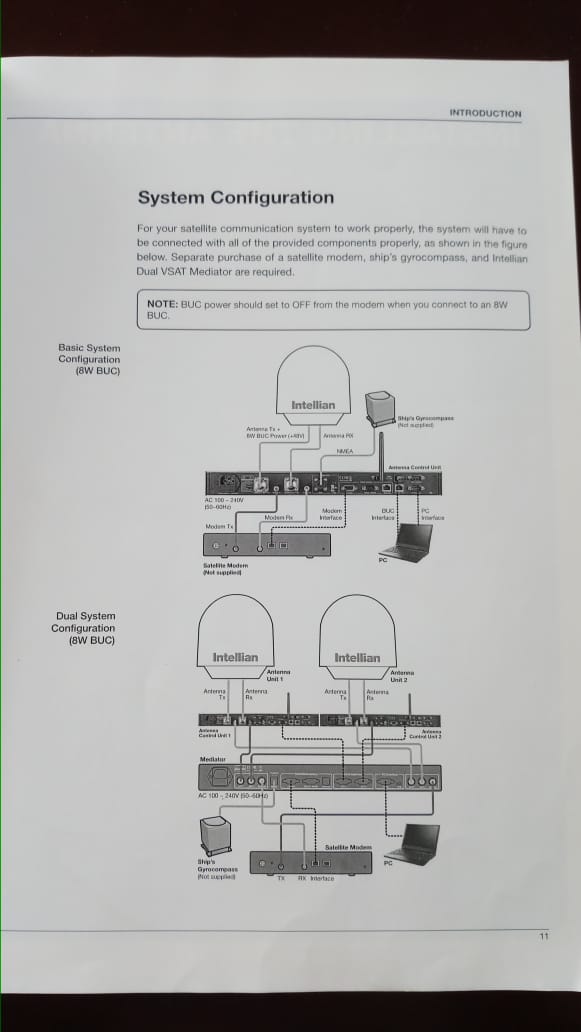 INTRODUCTION
System Configuration
For your satellite communication system to work properly, the system will have to
be connected with all of the provided components properly, as shown in the figure
below. Separate purchase of a satellite modem, ship's gyrocompass, and Intellian
Dual VSAT Mediator are required.
NOTE: BUC power should set to OFF from the modem when you connect to an 8W
BUC.
Basic System
Configuration
(8W BUC)
Intellian
Ship's Gyrocompass
(Not supplied)
Antenna Tx +
8W BUC Power (+48V)
Antenna RX
NMEA
Antenna Control Unit
AC 100 ~ 240V
(50~60Hz)
Modem Tx
Modem Rx
Modem
Interface
BUC
Interface
PC
Interface
PC
Satellite Modem
(Not supplied)
Dual System
Configuration
(8W BUC)
Intellian
Intellian
Antenna
Unit 1
Antenna
Unit 2
Antenna
Tx
Antenna
Rx
Antenna
Tx
Antenna
Rx
Antenna
Control Unit 1
Antenna
Control Unit 2
Mediator
AC 100 ~ 240V (50~60Hz)
Ship's
Gyrocompass
(Not supplied)
Satellite Modem
TX RX Interface
PC
11